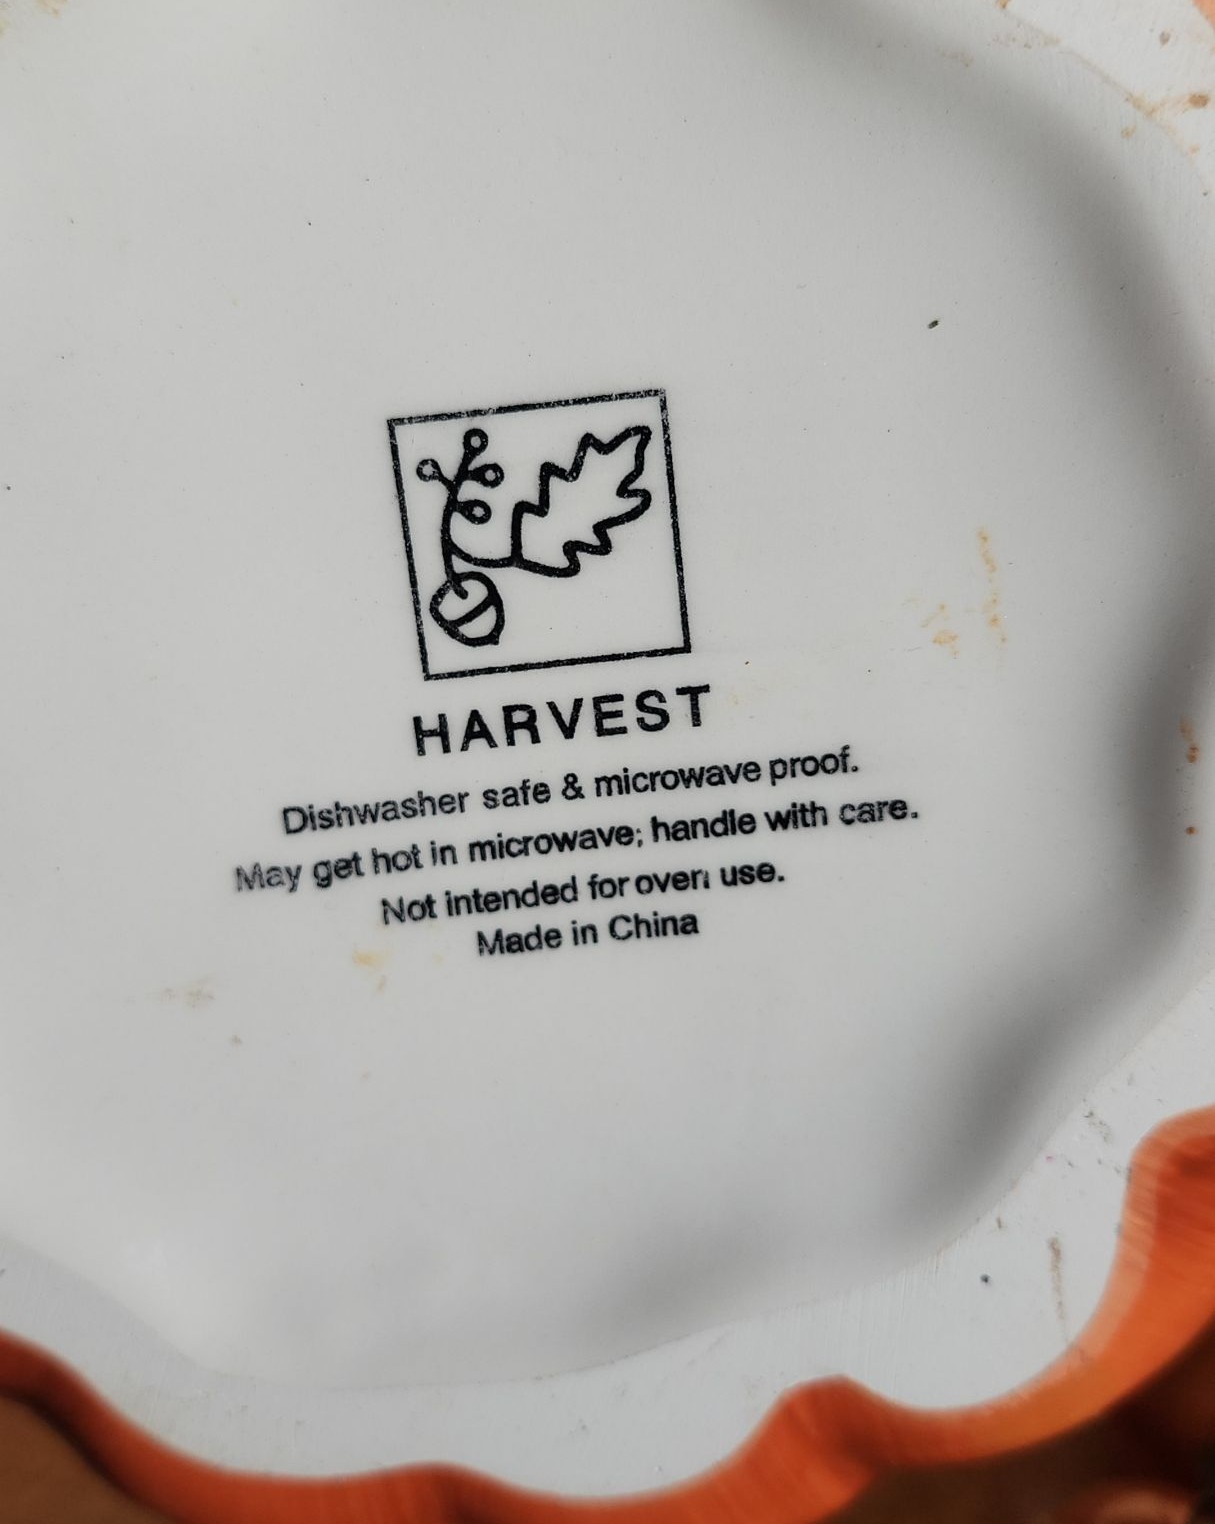 HARVEST
Dishwasher safe & microwave proof.
May get hot in microwave; handle with care.
Not intended for oven use.
Made in China